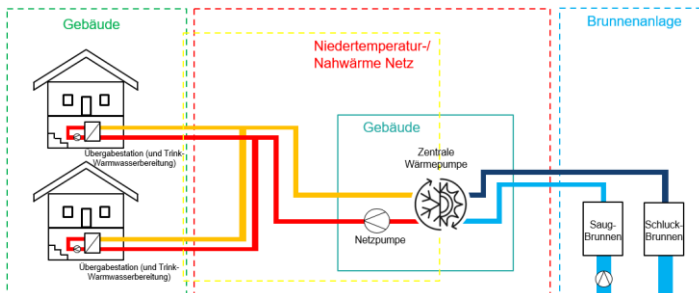 Gebäude
Niedertemperatur-/
Nahwärme Netz
Brunnenanlage
Gebäude
Zentrale
Wärmepumpe
Übergabestation (und Trink-
Warmwasserbereitung)
Netzpumpe
Saug-
Brunnen
Schluck-
Brunnen
Übergabestation (und Trink-
Warmwasserbereitung)